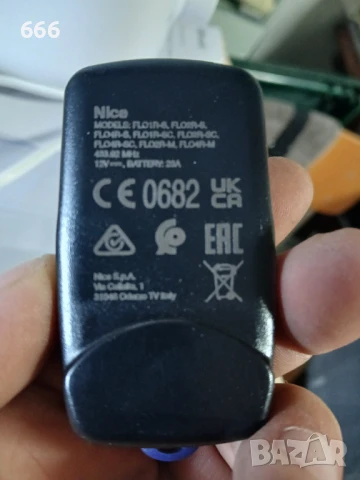 666
Nice
MODELS: FLO1R-S, FLO2R-S,
FLO4R-S, FLO1R-SC, FLO2R-SC,
FLO4R-SC, FLO2R-M, FLO4R-M
433.92 MHz
12V BATTERY: 23A
CE 0682 UK CA
EAC
Nice S.p.A.
Via Callalta, 1
31046 Oderzo TV Italy
BAZAR.bg